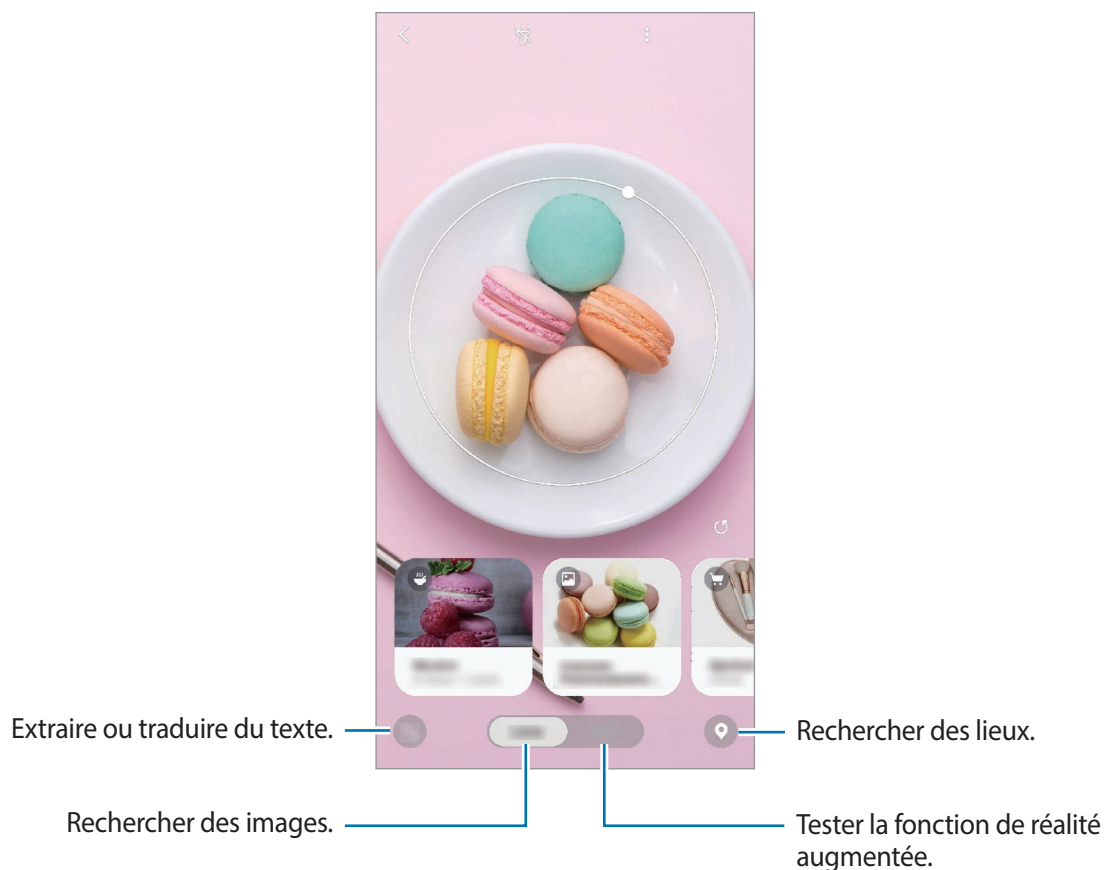 Extraire ou traduire du texte.
Rechercher des lieux.
Rechercher des images.
Tester la fonction de réalité
augmentée.